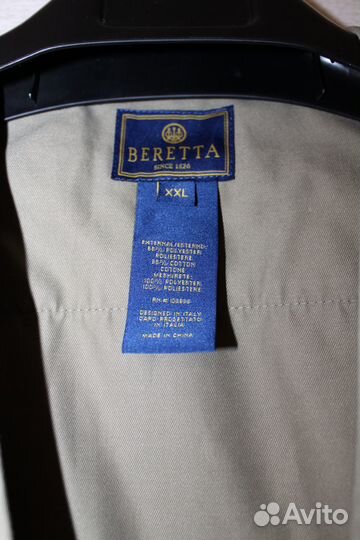 BERETTA
SINCE 1526
XXL
EXTERNAL/ESTERNO:
65% POLYESTER
POLIESTERE
35% COTTON
COTONE
MESH/RETE:
100% POLYESTER
100% POLIESTERE
DESIGNED IN ITALY
CAPO PROGETTATO
IN ITALIA
MADE IN CHINA
Avito